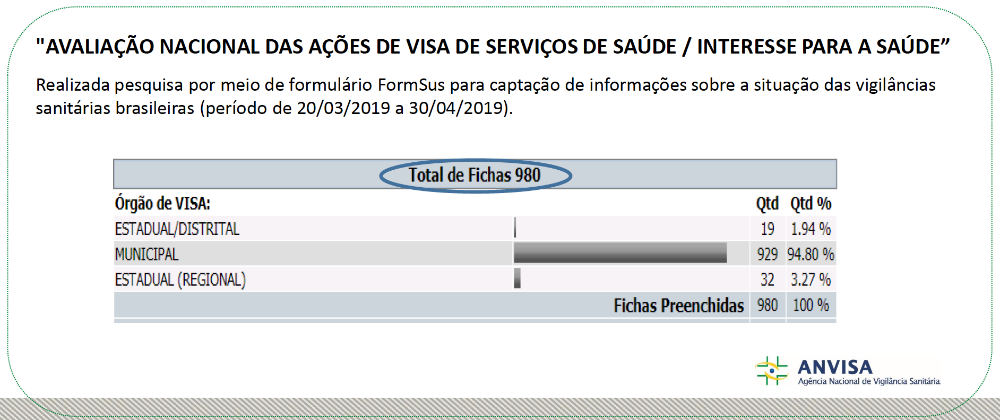 "AVALIAÇÃO NACIONAL DAS AÇÕES DE VISA DE SERVIÇOS DE SAÚDE / INTERESSE PARA A SAÚDE”
Realizada pesquisa por meio de formulário FormSus para captação de informações sobre a situação das vigilâncias
sanitárias brasileiras (período de 20/03/2019 a 30/04/2019).
Total de Fichas 980
Órgão de VISA: Qtd Qtd %
ESTADUAL/DISTRITAL 19 1.94 %
MUNICIPAL 929 94.80 %
ESTADUAL (REGIONAL) 32 3.27 %
Fichas Preenchidas 980 100 %
ANVISA
Agência Nacional de Vigilância Sanitária